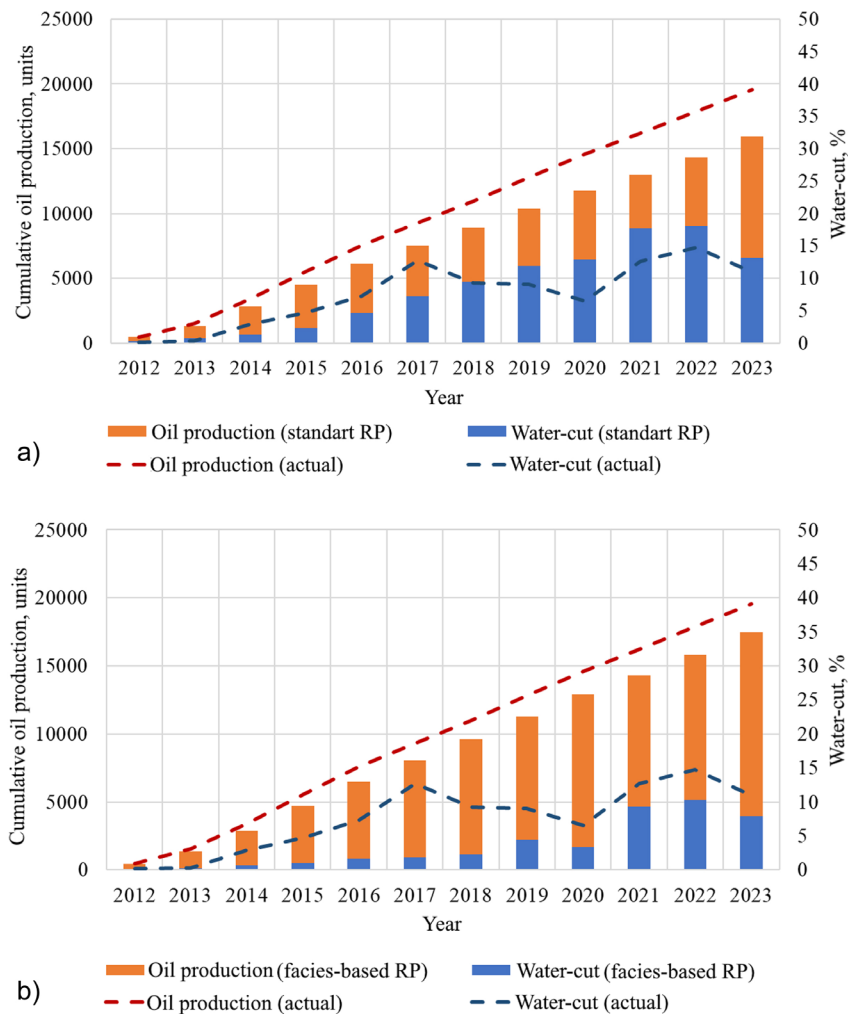 25000
20000
15000
10000
5000
0
Cumulative oil production, units
50
45
40
35
30
25
20
15
10
5
0
Water-cut, %
2012 2013 2014 2015 2016 2017 2018 2019 2020 2021 2022 2023
Year
Oil production (standart RP) Water-cut (standart RP)
Oil production (actual) Water-cut (actual)
a)
25000
20000
15000
10000
5000
0
Cumulative oil production, units
50
45
40
35
30
25
20
15
10
5
0
Water-cut, %
2012 2013 2014 2015 2016 2017 2018 2019 2020 2021 2022 2023
Year
Oil production (facies-based RP) Water-cut (facies-based RP)
Oil production (actual) Water-cut (actual)
b)